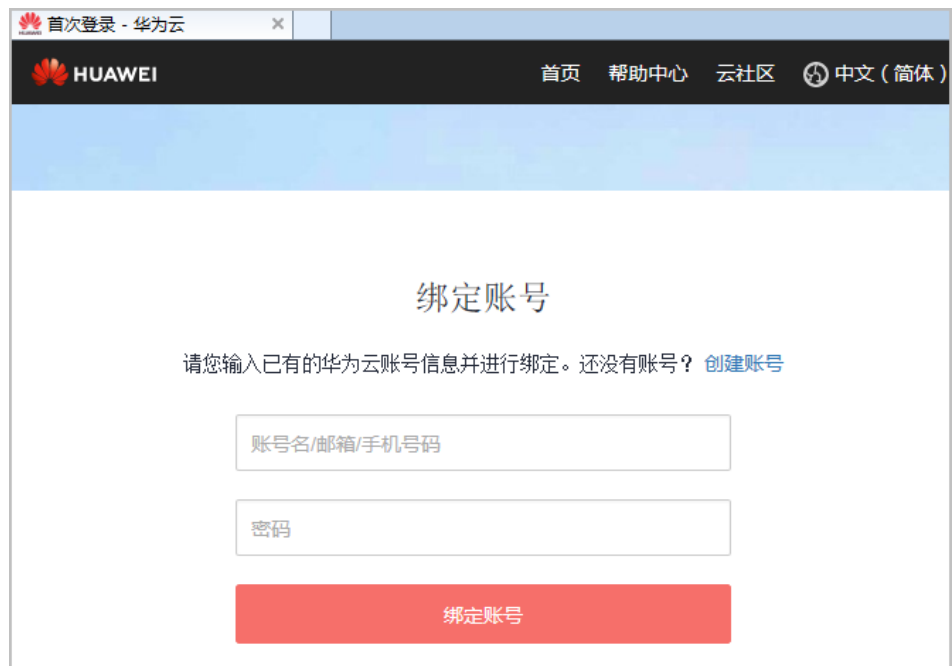 首次登录 - 华为云
HUAWEI 首页 帮助中心 云社区 中文 ( 简体 )
绑定账号
请您输入已有的华为云账号信息并进行绑定。还没有账号？ 创建账号
账号名/邮箱/手机号码
密码
绑定账号